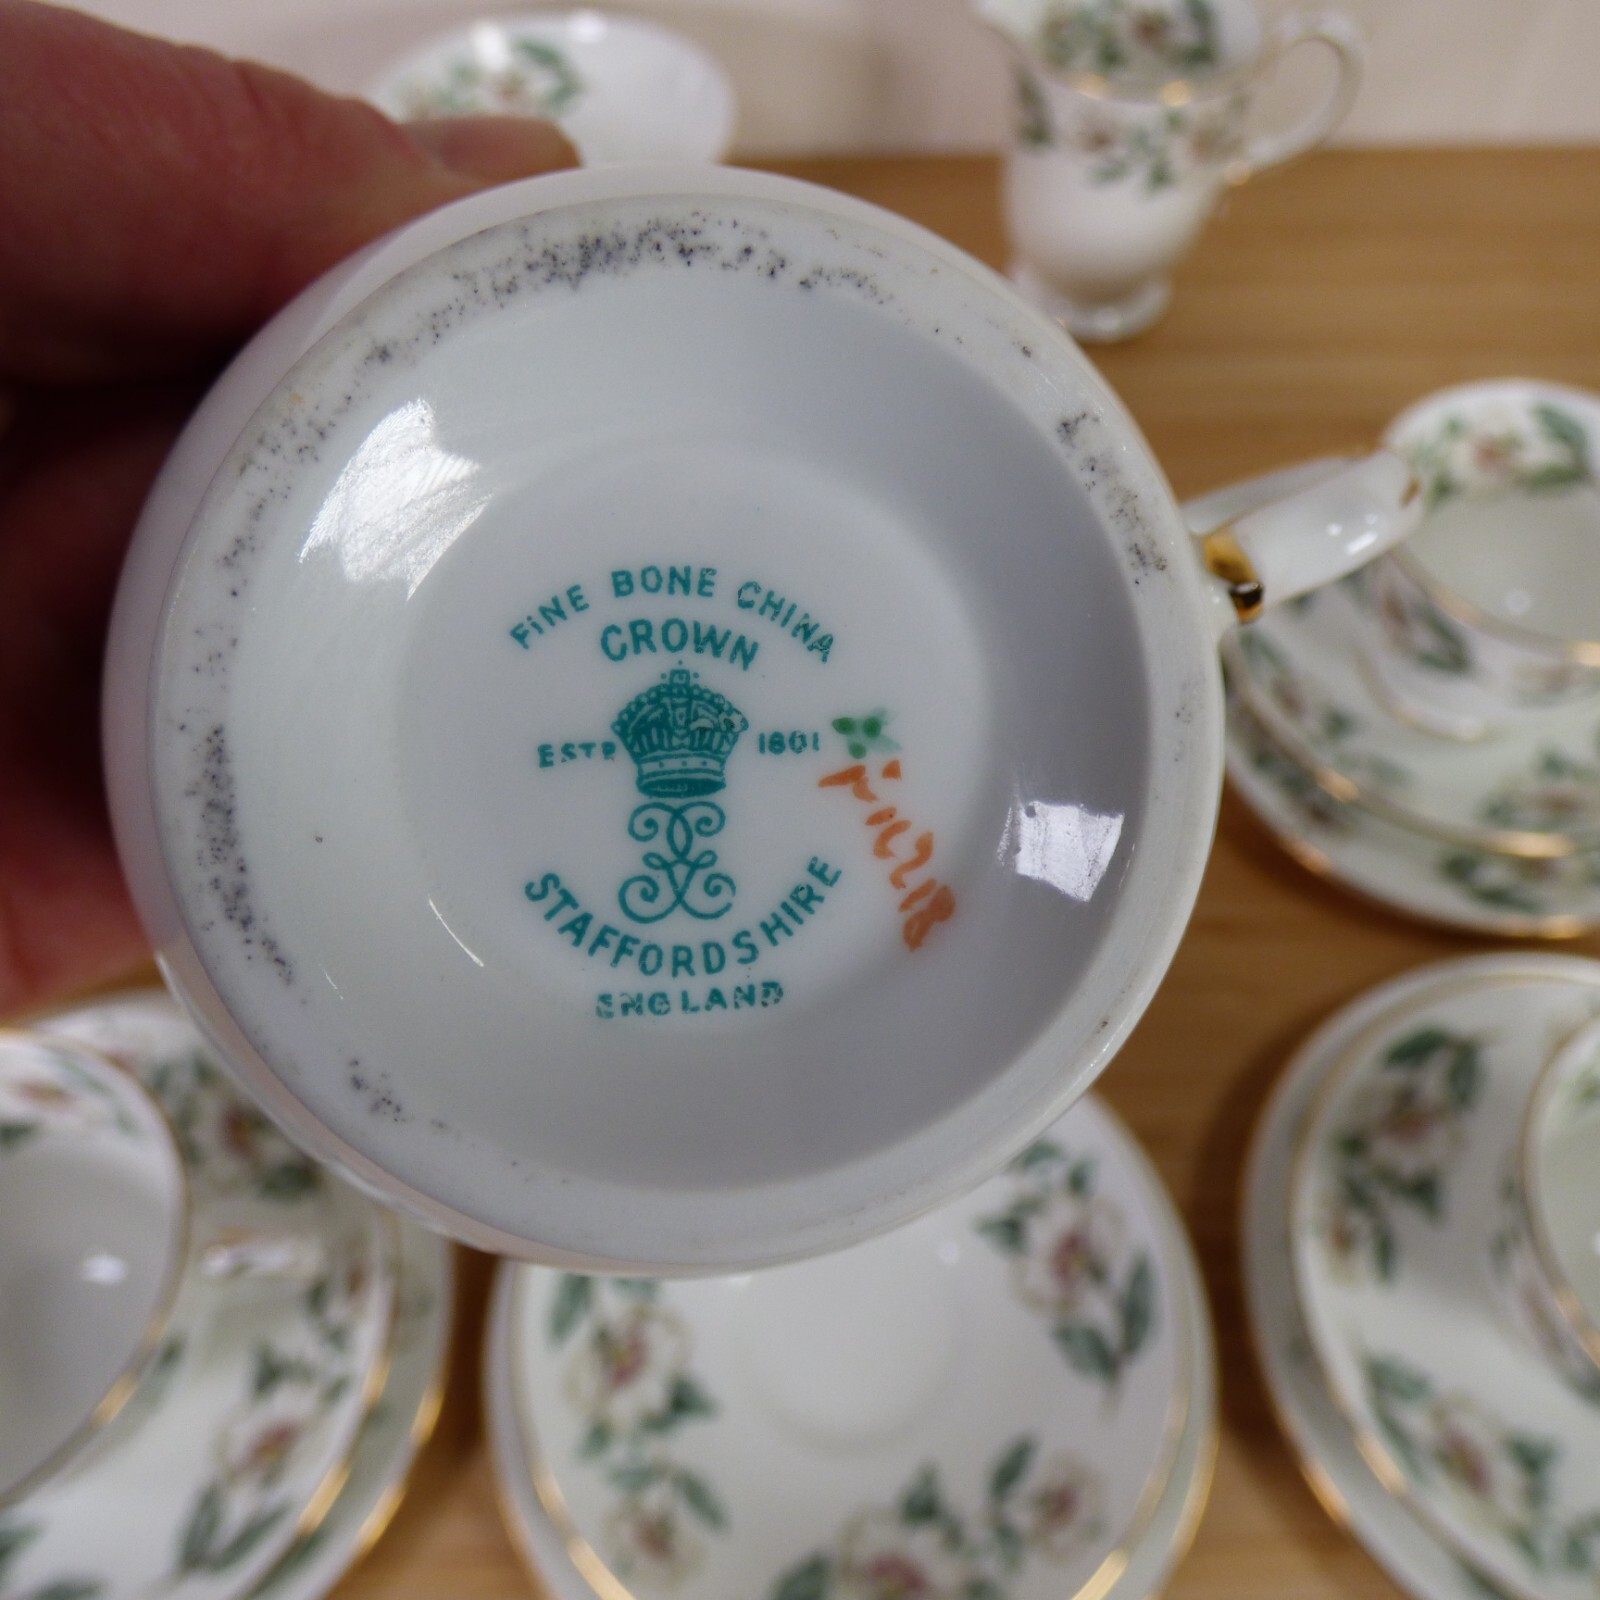 FiNE BONE CHINA
CROWN
ESTD 1801
STAFFORDSHIRE
ENGLAND